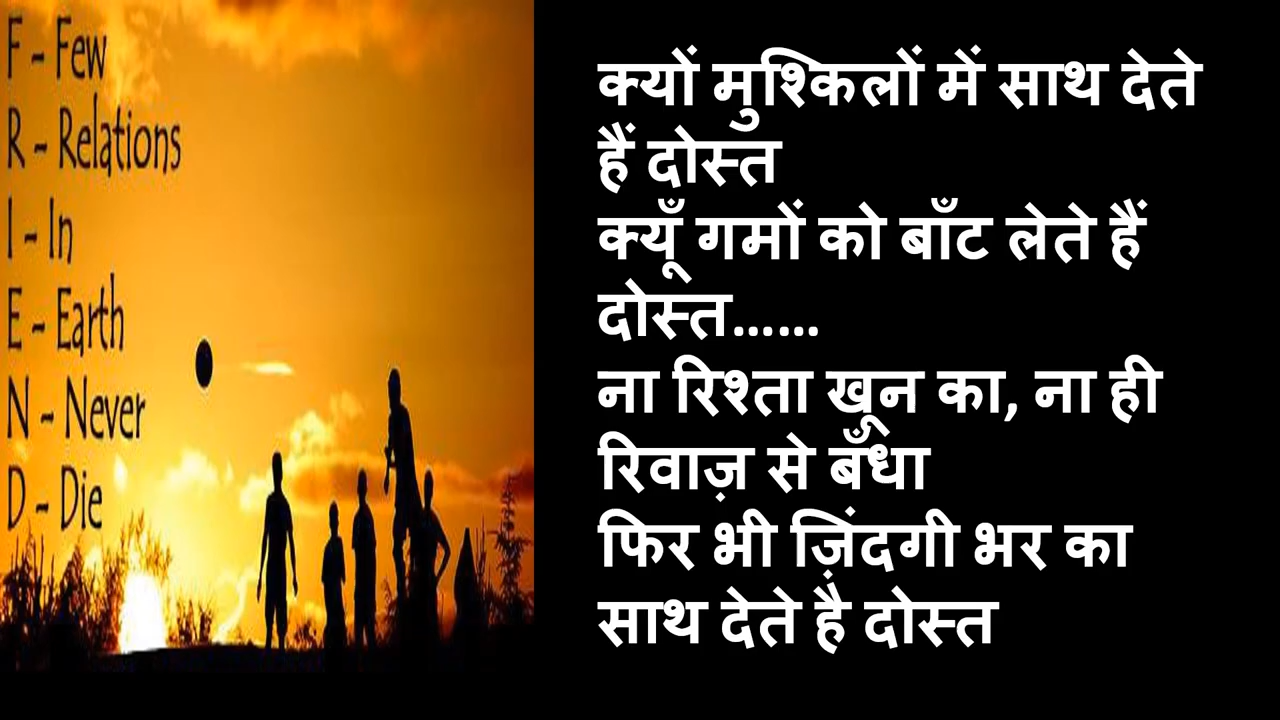 F ~ Few
R ~ Relations
I ~ In
E ~ Earth
N ~ Never
D ~ Die
क्यों मुश्किलों में साथ देते
हैं दोस्त
क्यूँ गमों को बाँट लेते हैं
दोस्त……
ना रिश्ता खून का, ना ही
रिवाज़ से बँधा
फिर भी ज़िंदगी भर का
साथ देते है दोस्त